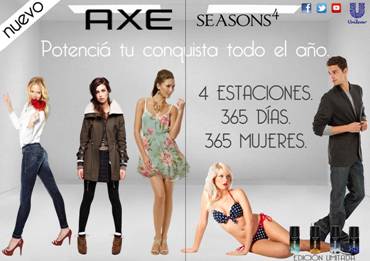 nuevo
AXE SEASONS4
Unilever
Potenciá tu conquista todo el año.
4 ESTACIONES.
365 DÍAS.
365 MUJERES.
EDICIÓN LIMITADA